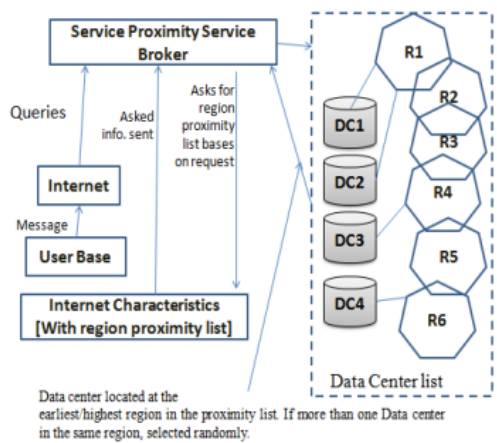 Service Proximity Service
Broker
Queries
Asked
info. sent
Asks for
region
proximity
list bases
on request
Internet
Message
User Base
Internet Characteristics
[With region proximity list]
R1
R2
DC1
R3
DC2
R4
DC3
R5
DC4
R6
Data Center list
Data center located at the
earliest/highest region in the proximity list. If more than one Data center
in the same region, selected randomly.